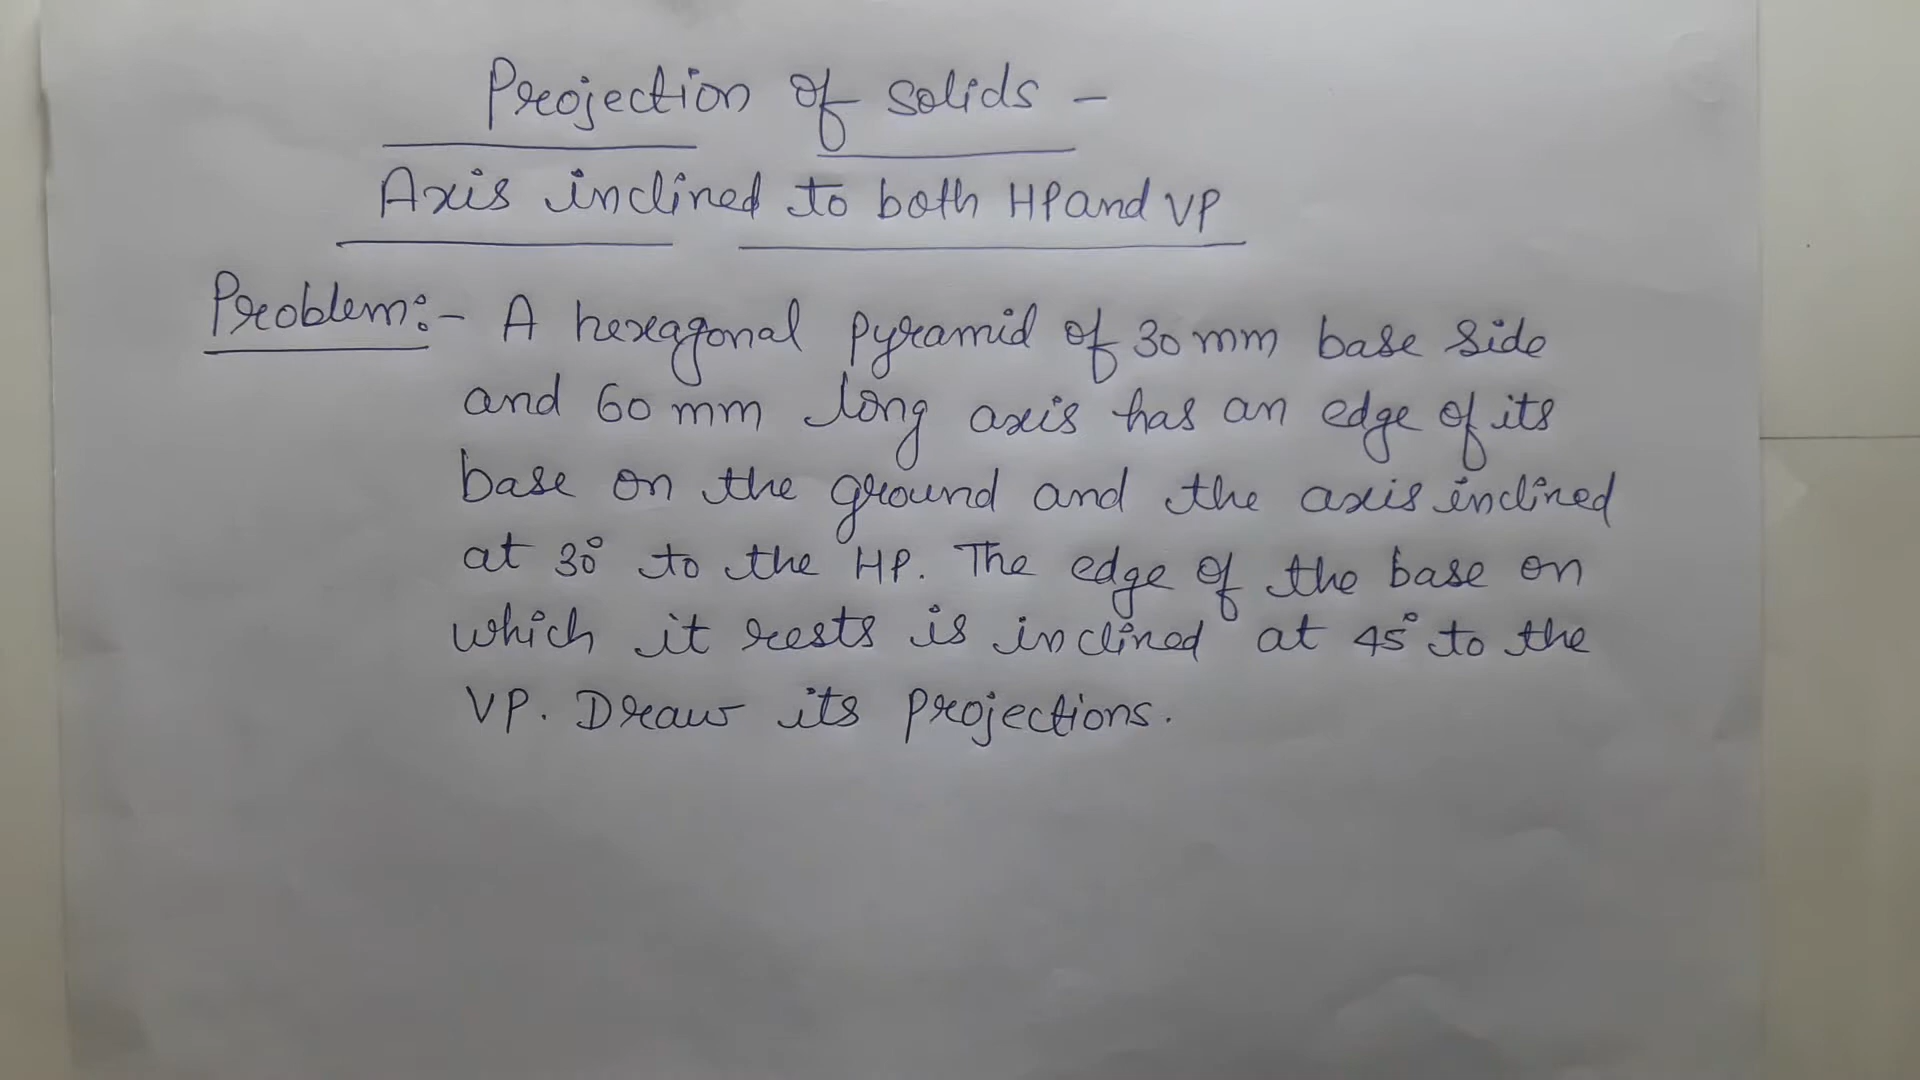 Projection of solids -
Axis inclined to both HP and VP
Problem:- A hexagonal pyramid of 30 mm base side
and 60 mm long axis has an edge of its
base on the ground and the axis inclined
at 30° to the HP. The edge of the base on
which it rests is inclined at 45° to the
VP. Draw its projections.